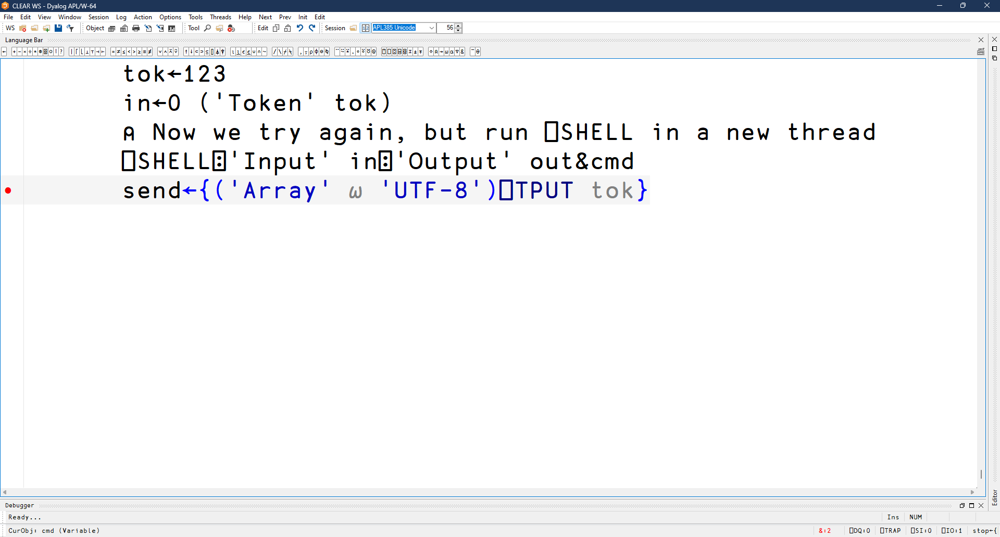 CLEAR WS - Dyalog APL/W-64
File Edit View Window Session Log Action Options Tools Threads Help Next Prev Init Edit
WS Object Tool Edit Session APL385 Unicode 56
Language Bar
← +-×÷*⍟⌹○!? |⌈⌊⊥⊤⊣⊢ =≠≤<>≥≡≢ ∨∧⍲⍱ ↑↓⊂⊃⊆⌷⍋⍒ ⍳⍸∊⍷∪∩~ /\⌿⍀ ,⍪⍴⌽⊖⍉ ¨⍨⍣.∘⍤⍥@ ⍞⎕⍠⌸⌺⌶⍎⍕ ⋄⍝→⍵⍺∇& ¯⍬
tok←123
in←0 ('Token' tok)
⍝ Now we try again, but run ⎕SHELL in a new thread
⎕SHELL⍠'Input' in⍠'Output' out&cmd
send←{('Array' ⍵ 'UTF-8')⎕TPUT tok}
Editor
Debugger
Ready...
Ins NUM
CurObj: cmd (Variable)
&:2 ⎕DQ:0 ⎕TRAP ⎕SI:0 ⎕IO:1 stop←{